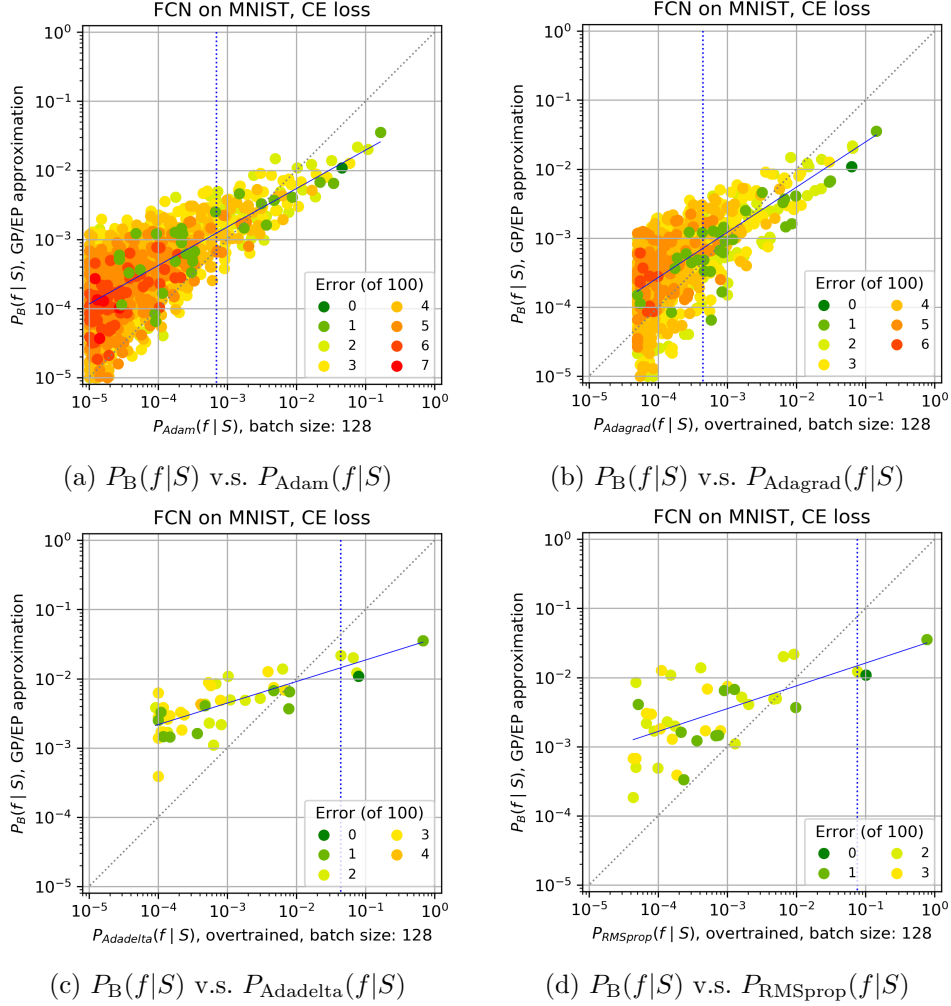 FCN on MNIST, CE loss
FCN on MNIST, CE loss
10^0
10^-1
10^-2
10^-3
10^-4
10^-5
P_B(f | S), GP/EP approximation
Error (of 100)
0 4
1 5
2 6
3 7
10^-5 10^-4 10^-3 10^-2 10^-1 10^0
P_Adam(f | S), batch size: 128
10^0
10^-1
10^-2
10^-3
10^-4
10^-5
P_B(f | S), GP/EP approximation
Error (of 100)
0 4
1 5
2 6
3
10^-5 10^-4 10^-3 10^-2 10^-1 10^0
P_Adagrad(f | S), overtrained, batch size: 128
(a) P_B(f|S) v.s. P_Adam(f|S)
(b) P_B(f|S) v.s. P_Adagrad(f|S)
FCN on MNIST, CE loss
FCN on MNIST, CE loss
10^0
10^-1
10^-2
10^-3
10^-4
10^-5
P_B(f | S), GP/EP approximation
Error (of 100)
0 3
1 4
2
10^-5 10^-4 10^-3 10^-2 10^-1 10^0
P_Adadelta(f | S), overtrained, batch size: 128
10^0
10^-1
10^-2
10^-3
10^-4
10^-5
P_B(f | S), GP/EP approximation
Error (of 100)
0 2
1 3
10^-5 10^-4 10^-3 10^-2 10^-1 10^0
P_RMSprop(f | S), overtrained, batch size: 128
(c) P_B(f|S) v.s. P_Adadelta(f|S)
(d) P_B(f|S) v.s. P_RMSprop(f|S)